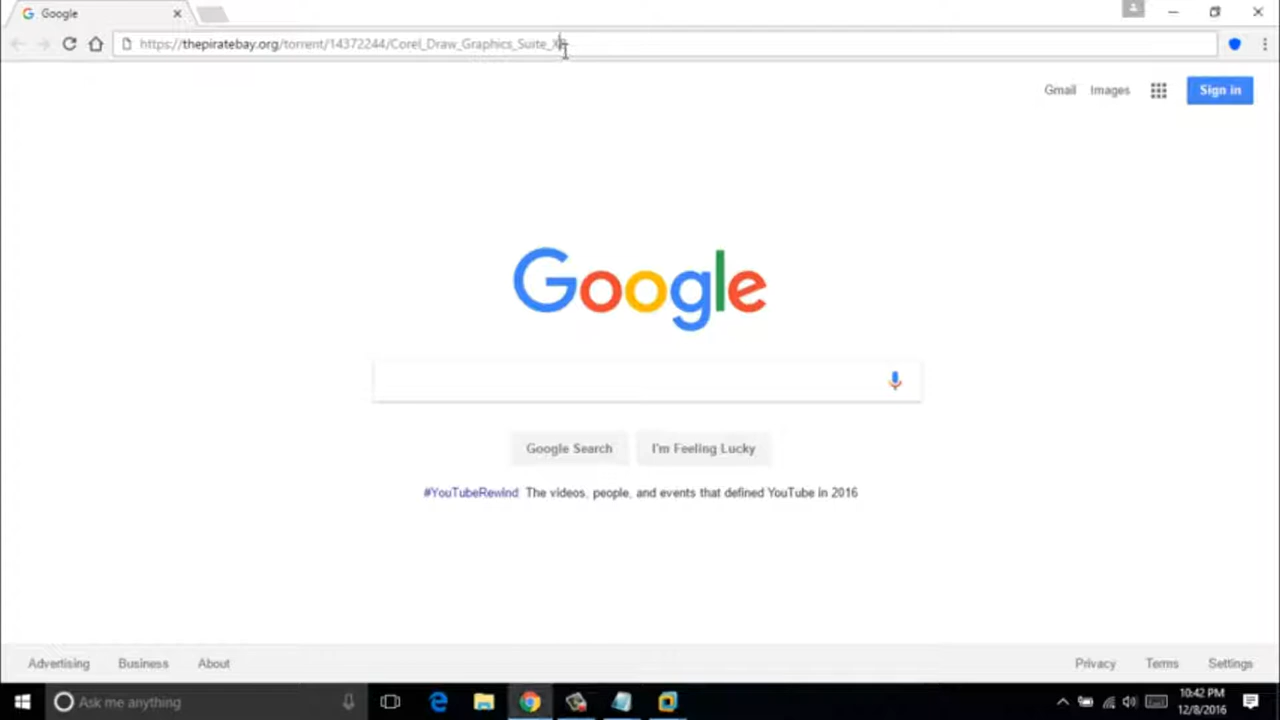 Google
https://thepiratebay.org/torrent/14372244/Corel_Draw_Graphics_Suite_X
Gmail Images Sign in
Google
Google Search I'm Feeling Lucky
#YouTubeRewind: The videos, people, and events that defined YouTube in 2016
Advertising Business About Privacy Terms Settings
Ask me anything
10:42 PM
12/8/2016